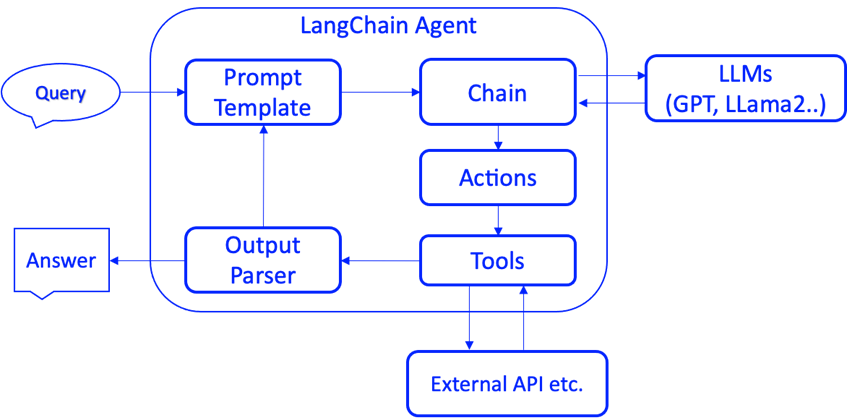 LangChain Agent
Query
Prompt
Template
Chain
LLMs
(GPT, LLama2..)
Actions
Answer
Output
Parser
Tools
External API etc.